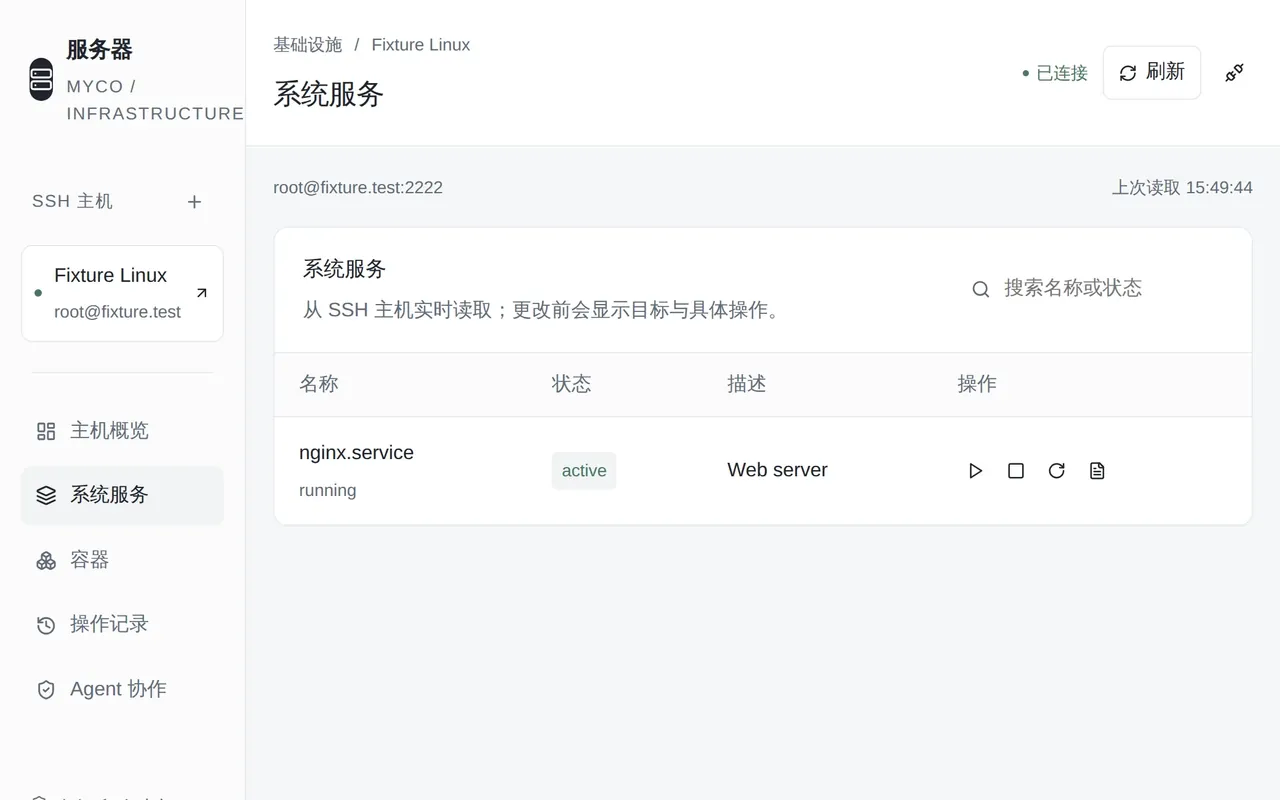 服务器
MYCO /
INFRASTRUCTURE
SSH 主机
Fixture Linux
root@fixture.test
主机概览
系统服务
容器
操作记录
Agent 协作
基础设施 / Fixture Linux
系统服务
已连接
刷新
root@fixture.test:2222
上次读取 15:49:44
系统服务
从 SSH 主机实时读取；更改前会显示目标与具体操作。
搜索名称或状态
名称 状态 描述 操作
nginx.service
running
active
Web server